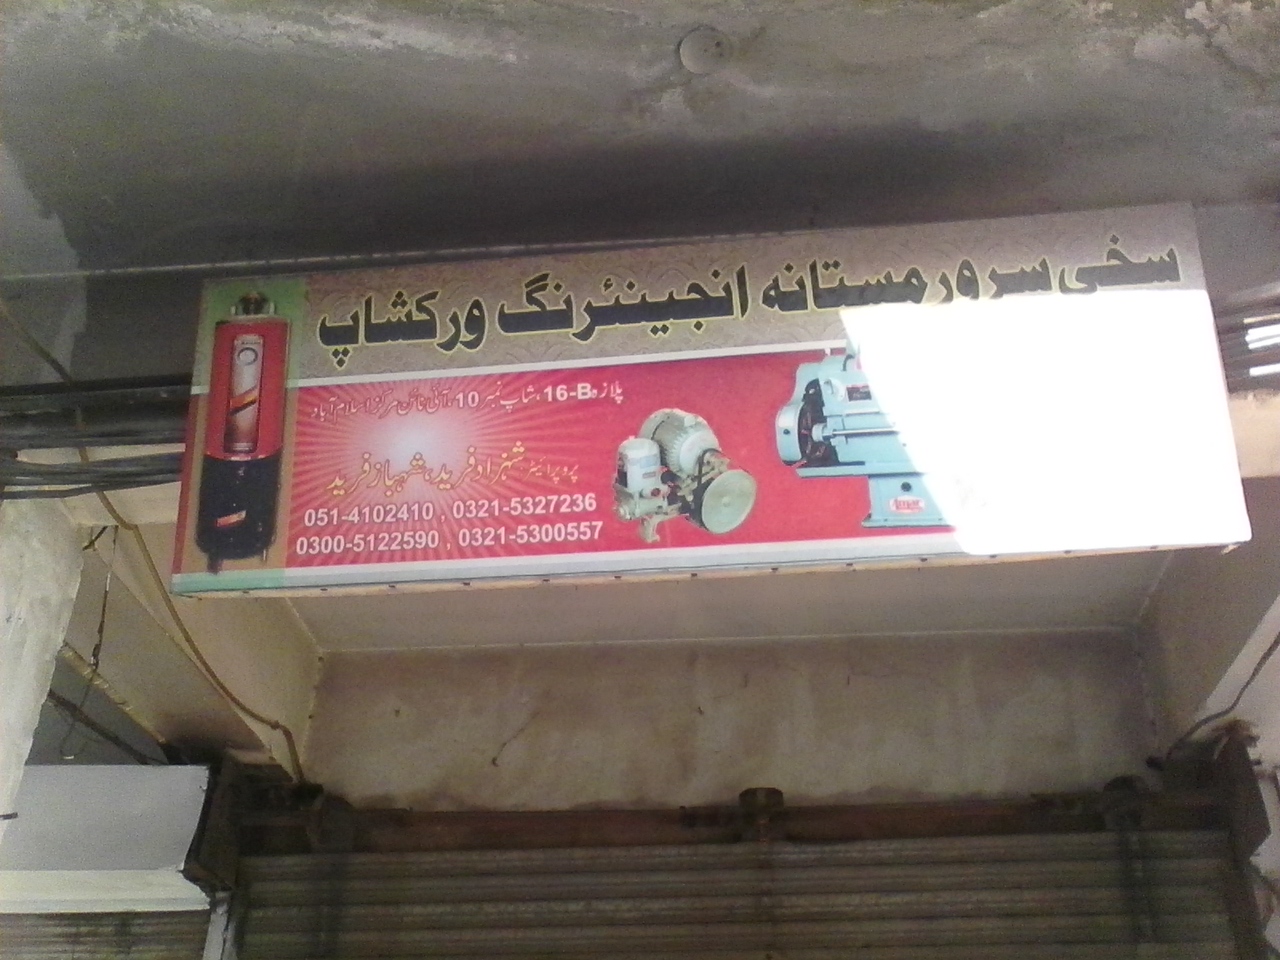 سخی سرور مستانہ انجینئرنگ ورکشاپ
پلازہ 16-B، شاپ نمبر 10، آئی نائن مرکز اسلام آباد
پروپرائیٹر شہزاد فرید، شہباز فرید
051-4102410 , 0321-5327236
0300-5122590 , 0321-5300557